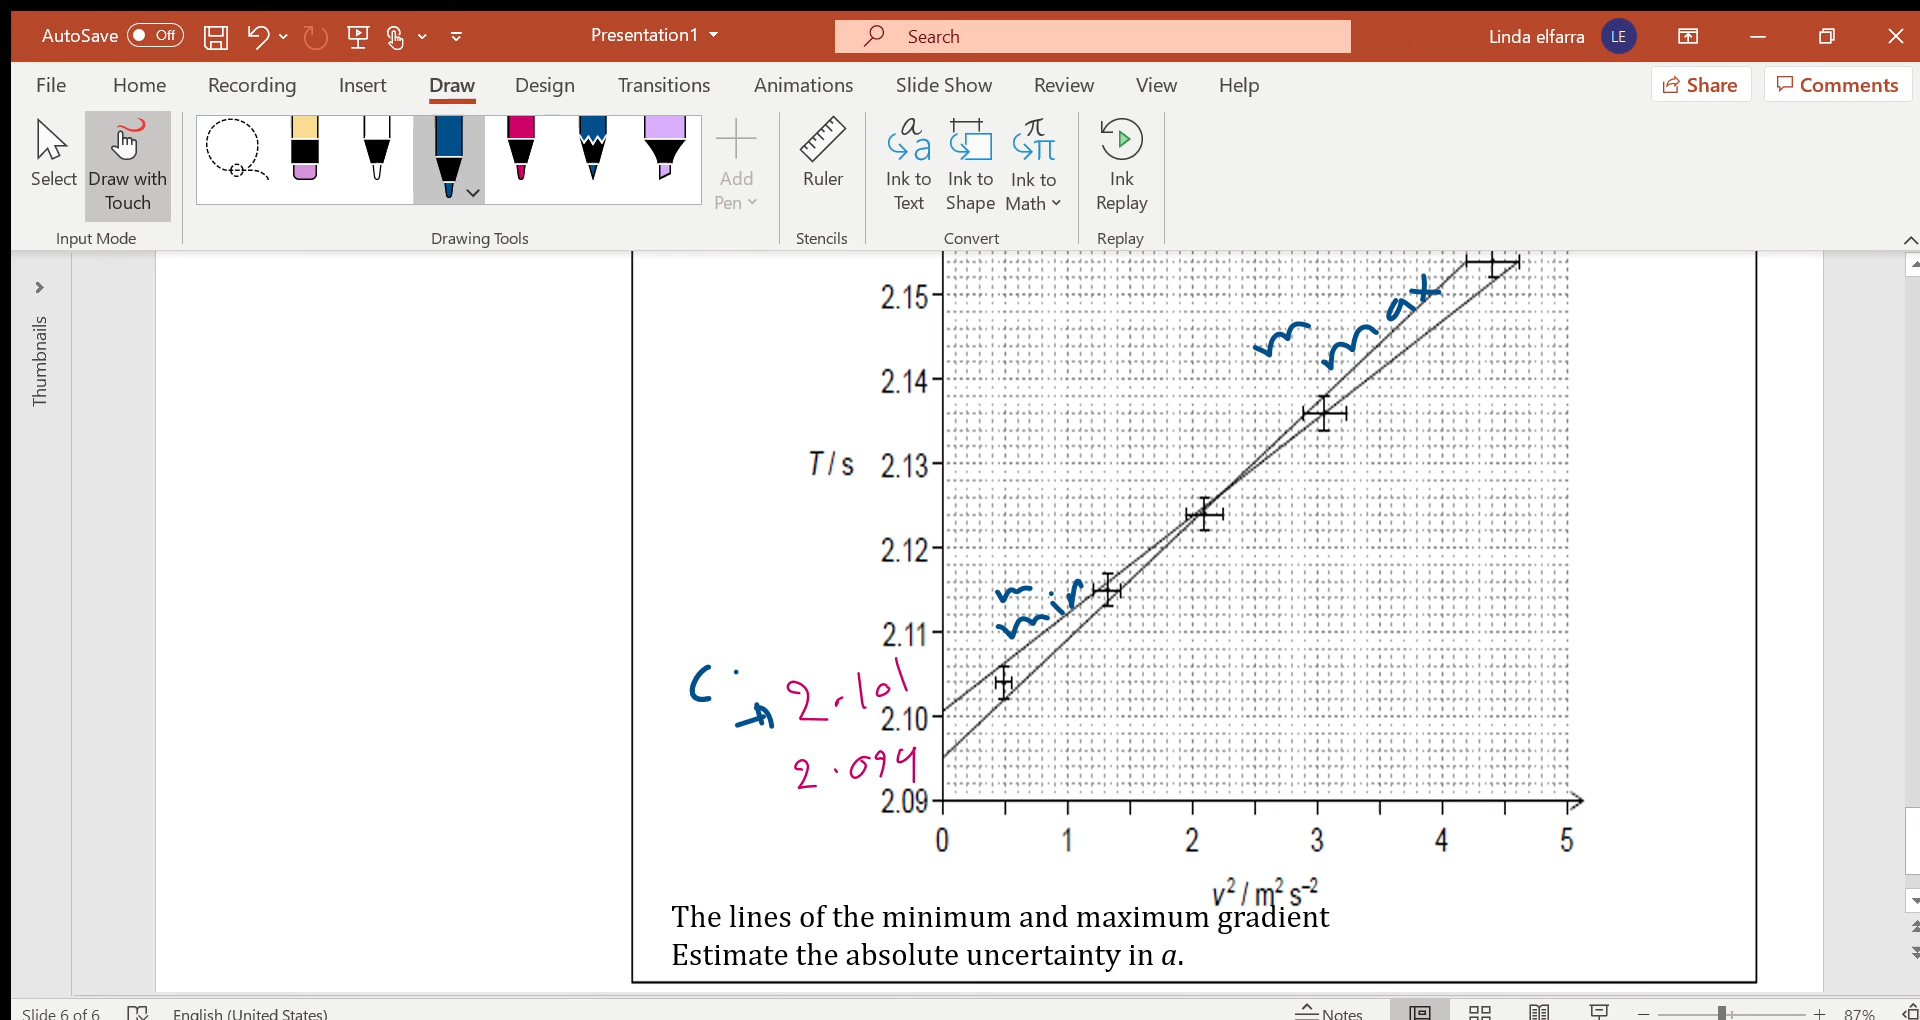 AutoSave Off Presentation1 Search Linda elfarra LE
File Home Recording Insert Draw Design Transitions Animations Slide Show Review View Help Share Comments
Select Draw with Touch Add Pen Ruler Ink to Text Ink to Shape Ink to Math Ink Replay
Input Mode Drawing Tools Stencils Convert Replay
Thumbnails
2.15
m max
2.14
T / s 2.13
2.12
m min
2.11
C → 2.101
2.10
2.094
2.09
0 1 2 3 4 5
v² / m² s⁻²
The lines of the minimum and maximum gradient
Estimate the absolute uncertainty in a.
Slide 6 of 6 English (United States) Notes 87%